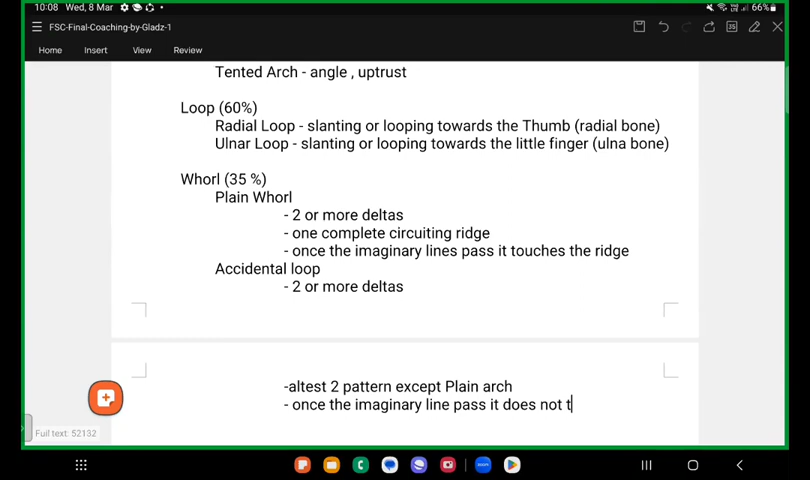 10:08 Wed, 8 Mar
66%
FSC-Final-Coaching-by-Gladz-1
35
Home Insert View Review
Tented Arch - angle , uptrust
Loop (60%)
Radial Loop - slanting or looping towards the Thumb (radial bone)
Ulnar Loop - slanting or looping towards the little finger (ulna bone)
Whorl (35 %)
Plain Whorl
- 2 or more deltas
- one complete circuiting ridge
- once the imaginary lines pass it touches the ridge
Accidental loop
- 2 or more deltas
-altest 2 pattern except Plain arch
- once the imaginary line pass it does not t
Fuil text: 52132
zoom